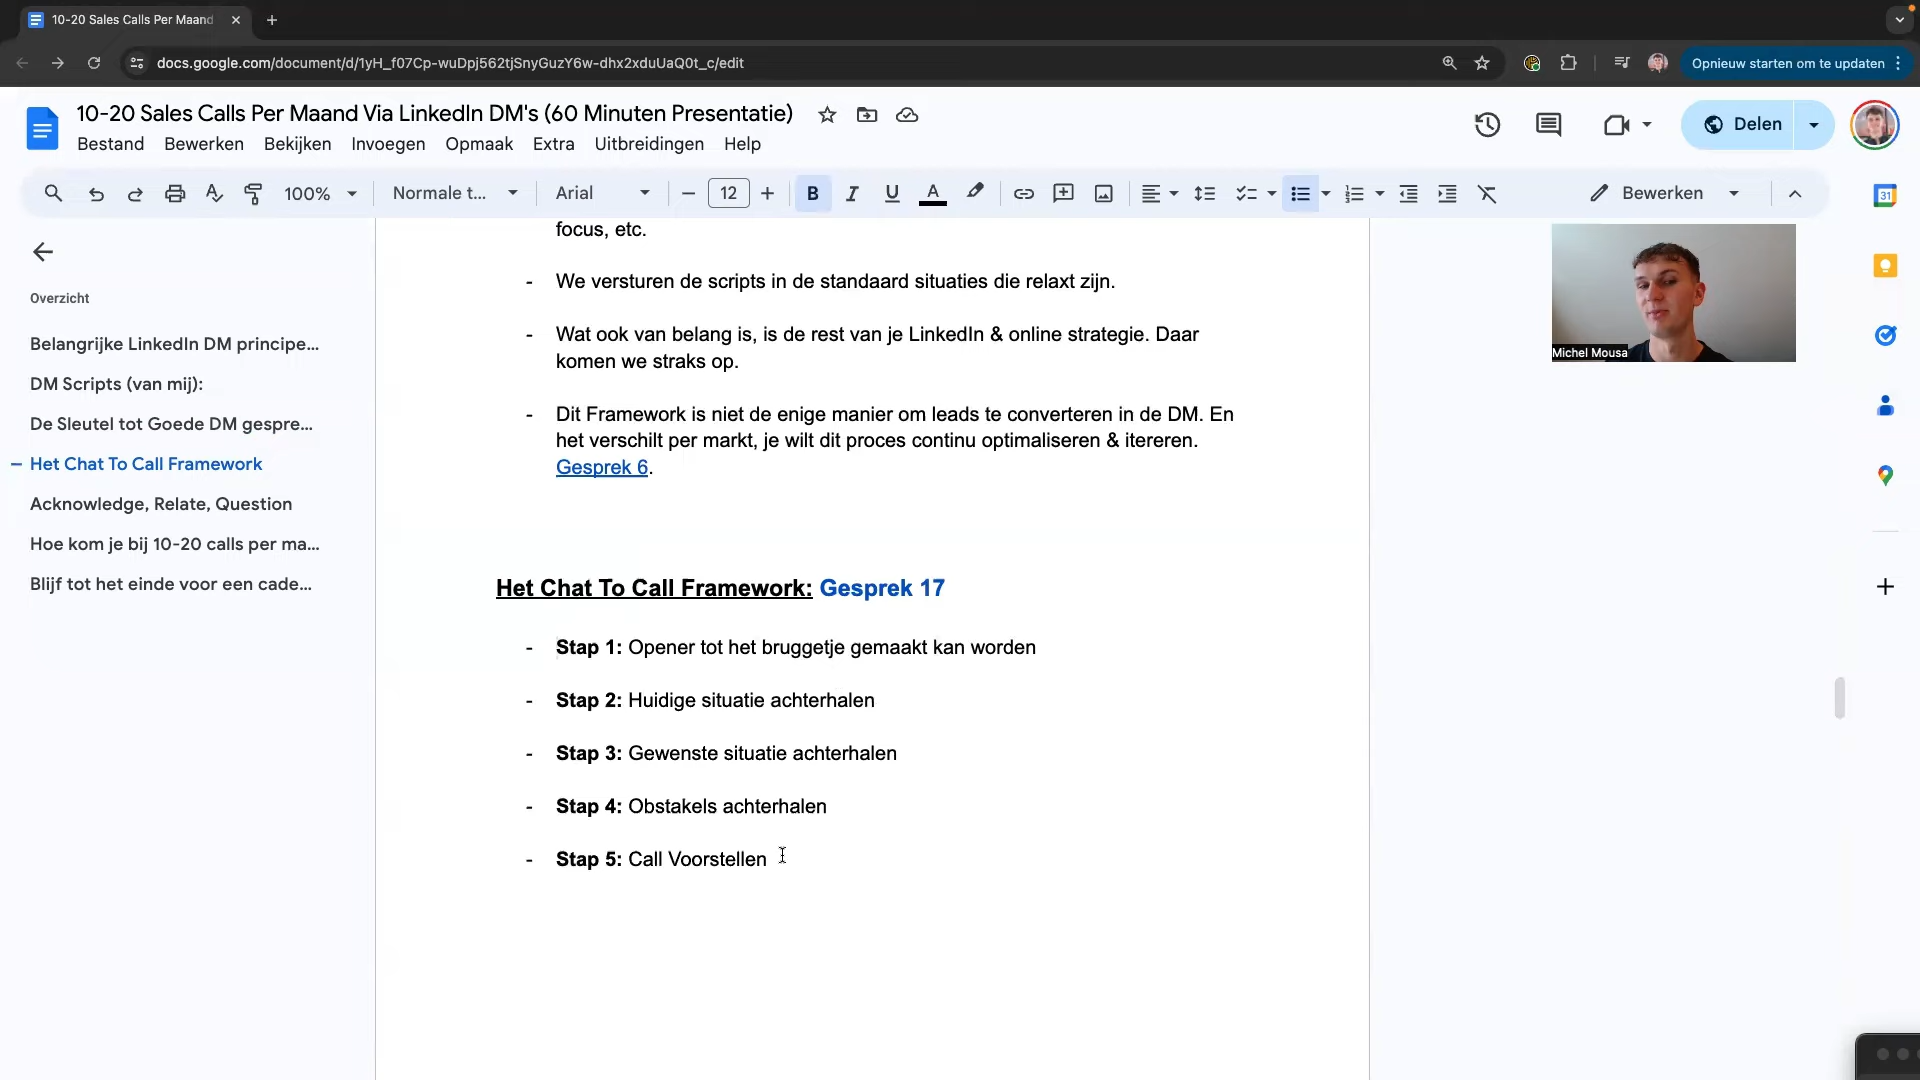 10-20 Sales Calls Per Maand
docs.google.com/document/d/1yH_f07Cp-wuDpj562tjSnyGuzY6w-dhx2xduUaQ0t_c/edit
Opnieuw starten om te updaten
10-20 Sales Calls Per Maand Via LinkedIn DM's (60 Minuten Presentatie)
Bestand Bewerken Bekijken Invoegen Opmaak Extra Uitbreidingen Help
Delen
100% Normale t... Arial 12 B I U A Bewerken
31
Overzicht
Belangrijke LinkedIn DM principe...
DM Scripts (van mij):
De Sleutel tot Goede DM gespre...
Het Chat To Call Framework
Acknowledge, Relate, Question
Hoe kom je bij 10-20 calls per ma...
Blijf tot het einde voor een cade...
focus, etc.
- We versturen de scripts in de standaard situaties die relaxt zijn.
- Wat ook van belang is, is de rest van je LinkedIn & online strategie. Daar
komen we straks op.
- Dit Framework is niet de enige manier om leads te converteren in de DM. En
het verschilt per markt, je wilt dit proces continu optimaliseren & itereren.
Gesprek 6.
Het Chat To Call Framework: Gesprek 17
- Stap 1: Opener tot het bruggetje gemaakt kan worden
- Stap 2: Huidige situatie achterhalen
- Stap 3: Gewenste situatie achterhalen
- Stap 4: Obstakels achterhalen
- Stap 5: Call Voorstellen
Michel Mousa